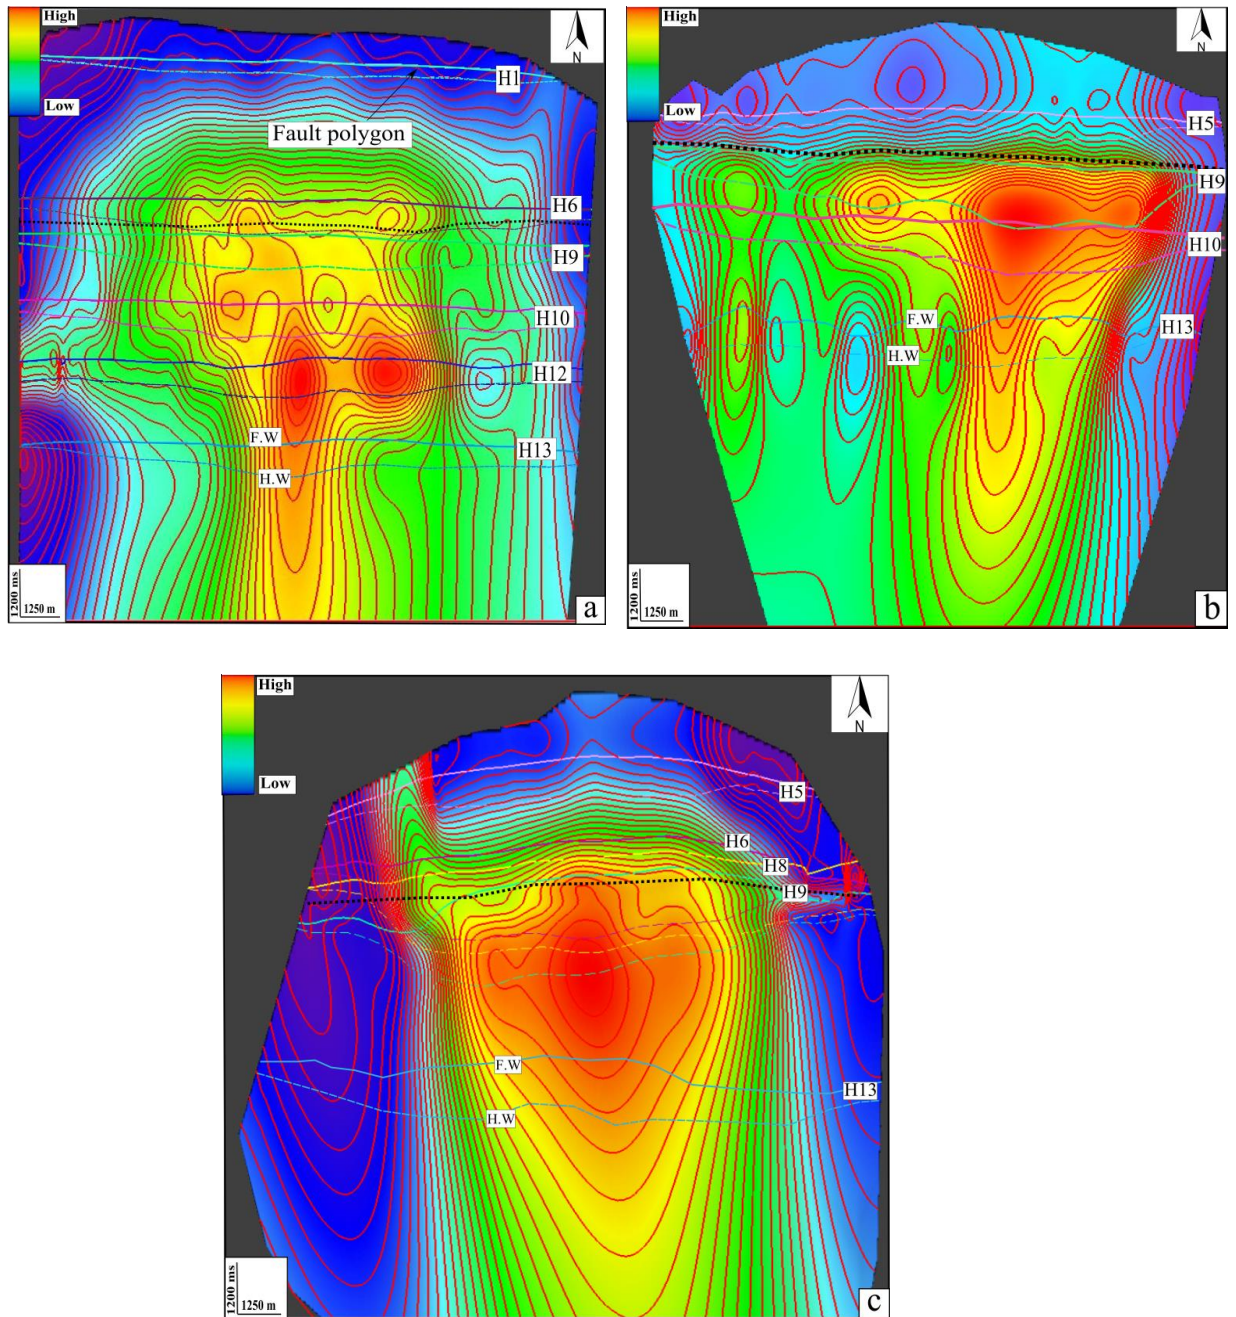 High
Low
N
H1
Fault polygon
H6
H9
H10
H12
F.W
H13
H.W
1200 ms
1250 m
a
High
Low
N
H5
H9
H10
F.W
H13
H.W
1200 ms
1250 m
b
High
Low
N
H5
H6
H8
H9
F.W
H13
H.W
1200 ms
1250 m
c